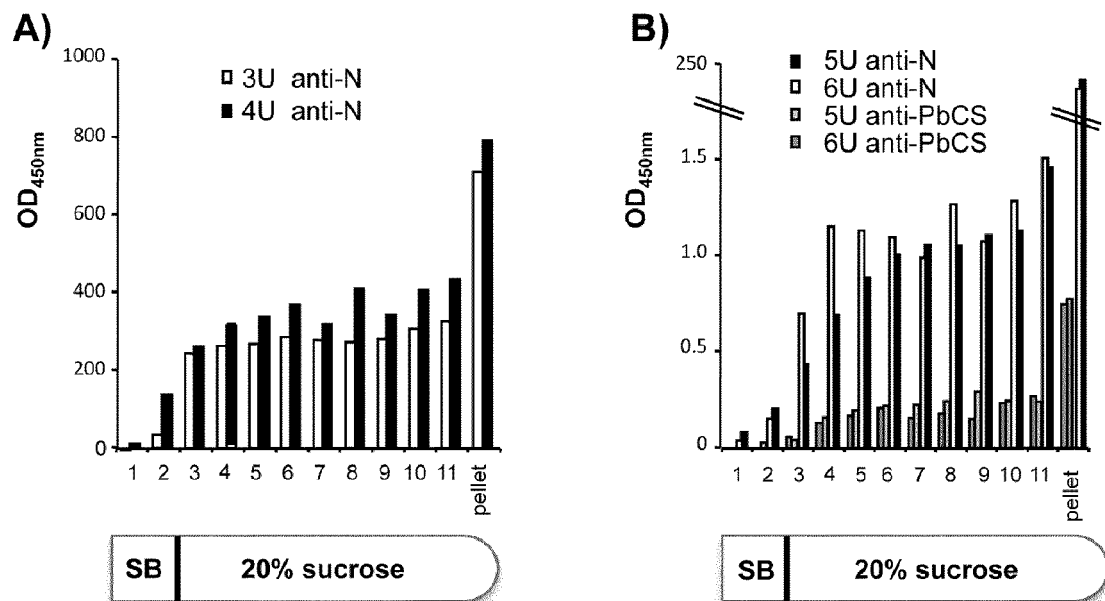 A)
1000
800
600
400
200
0
OD450nm
3U anti-N
4U anti-N
1 2 3 4 5 6 7 8 9 10 11 pellet
SB 20% sucrose
B)
250
1.5
1.0
0.5
0
OD450nm
5U anti-N
6U anti-N
5U anti-PbCS
6U anti-PbCS
1 2 3 4 5 6 7 8 9 10 11 pellet
SB 20% sucrose